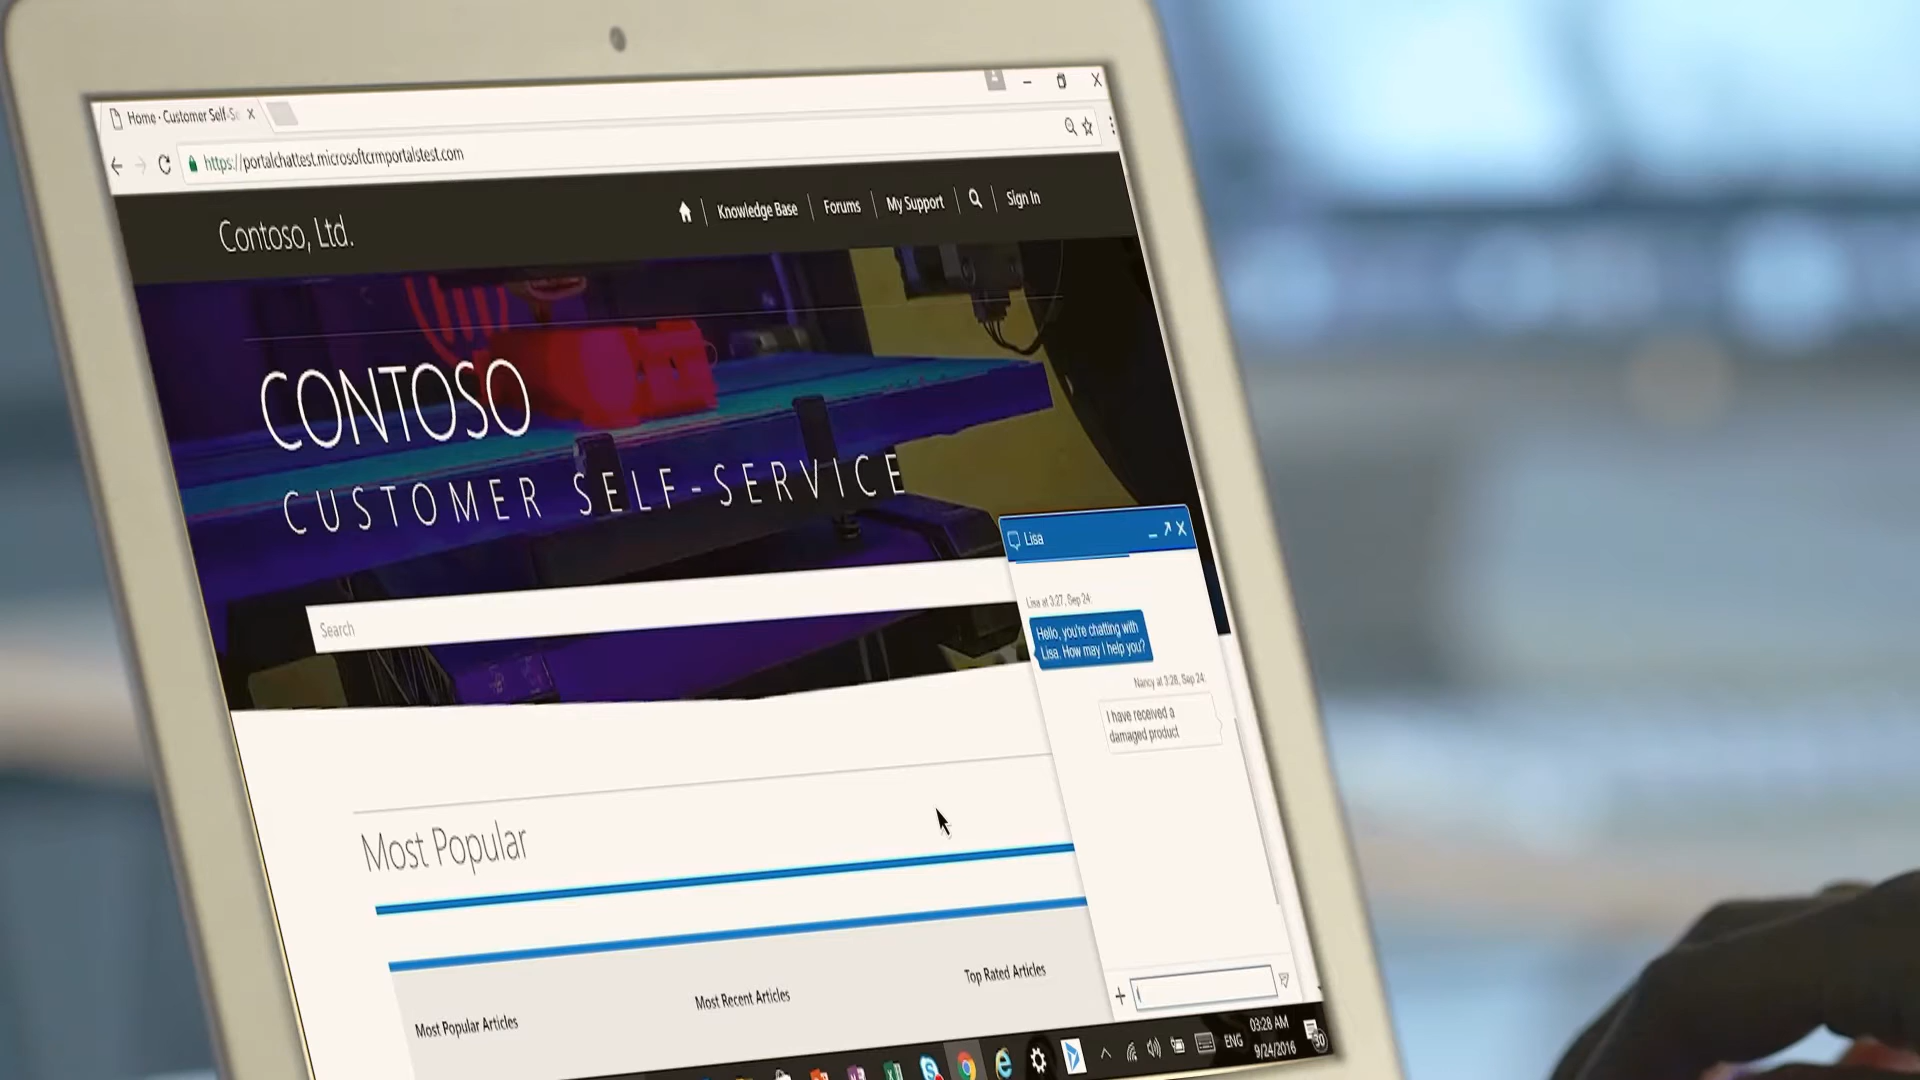 Home - Customer Self-Se
https://portalchattest.microsoftcrmportalstest.com
Contoso, Ltd.
Knowledge Base
Forums
My Support
Sign In
CONTOSO
CUSTOMER SELF-SERVICE
Search
Lisa
Lisa at 3:27, Sep 24:
Hello, you're chatting with
Lisa. How may I help you?
Nancy at 3:28, Sep 24:
I have received a
damaged product
Most Popular
Most Popular Articles
Most Recent Articles
Top Rated Articles
ENG
03:28 AM
9/24/2016
30